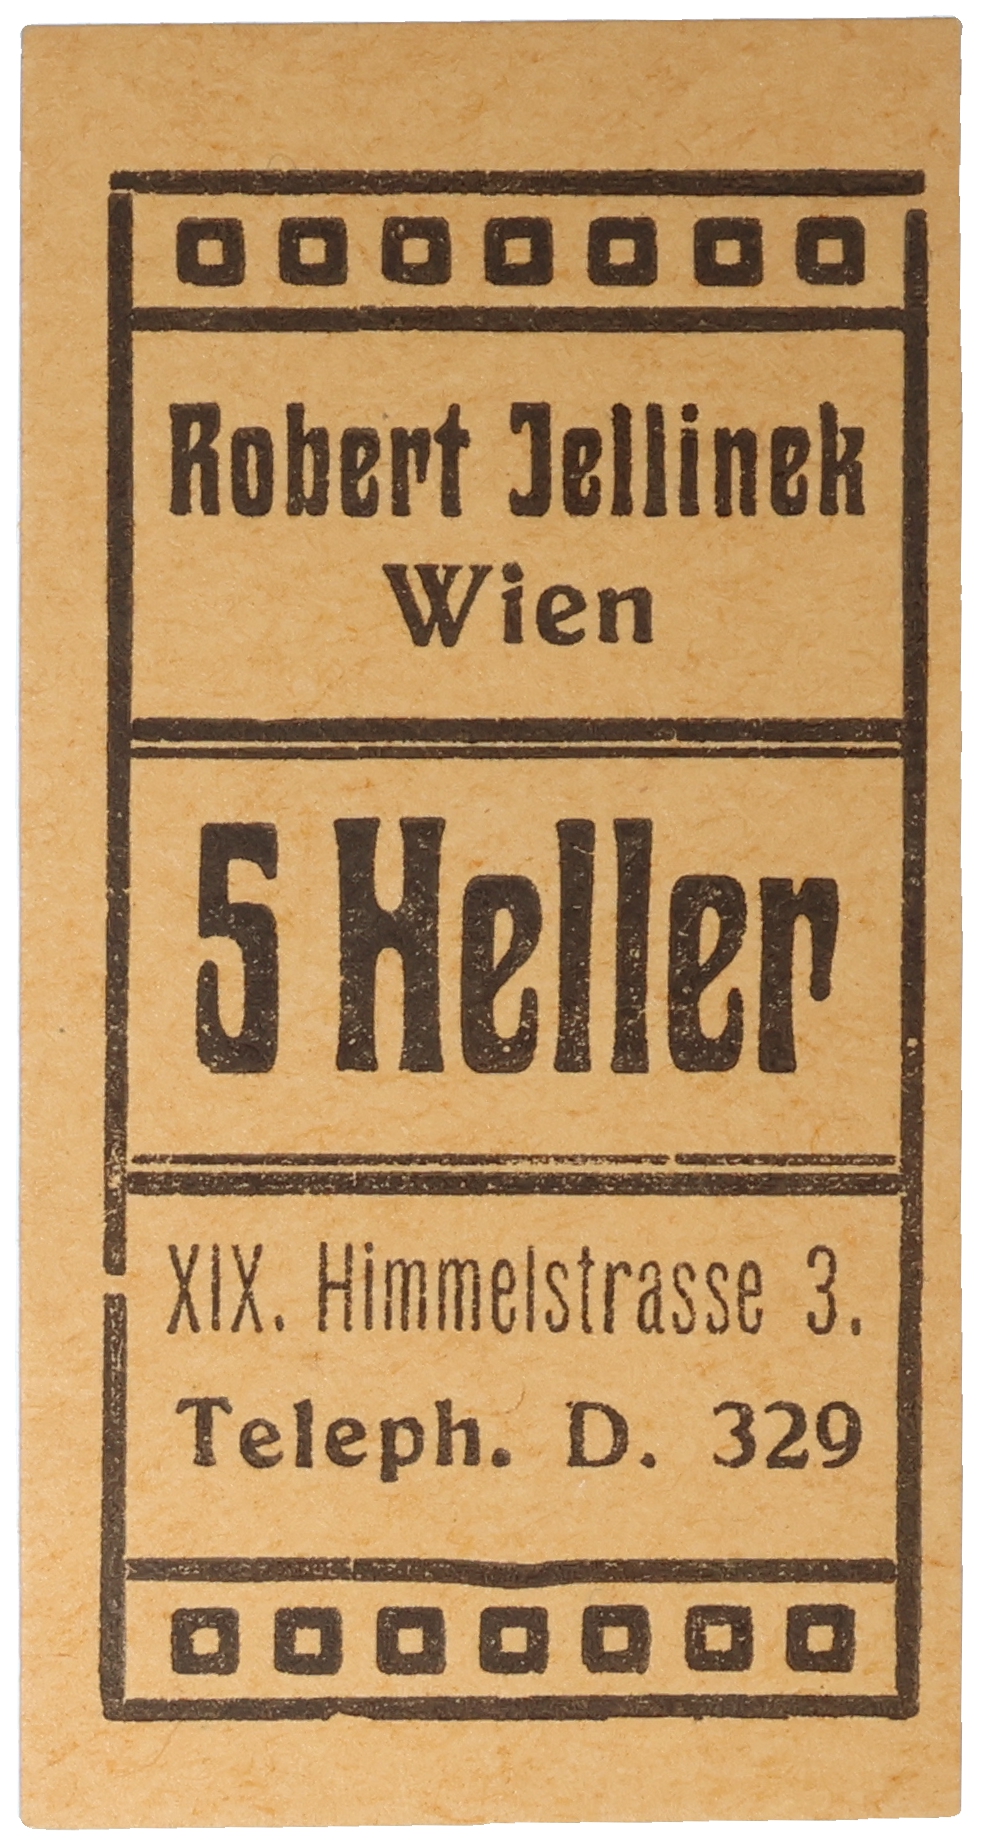 Robert Jellinek
Wien
5 Heller
XIX. Himmelstrasse 3.
Teleph. D. 329